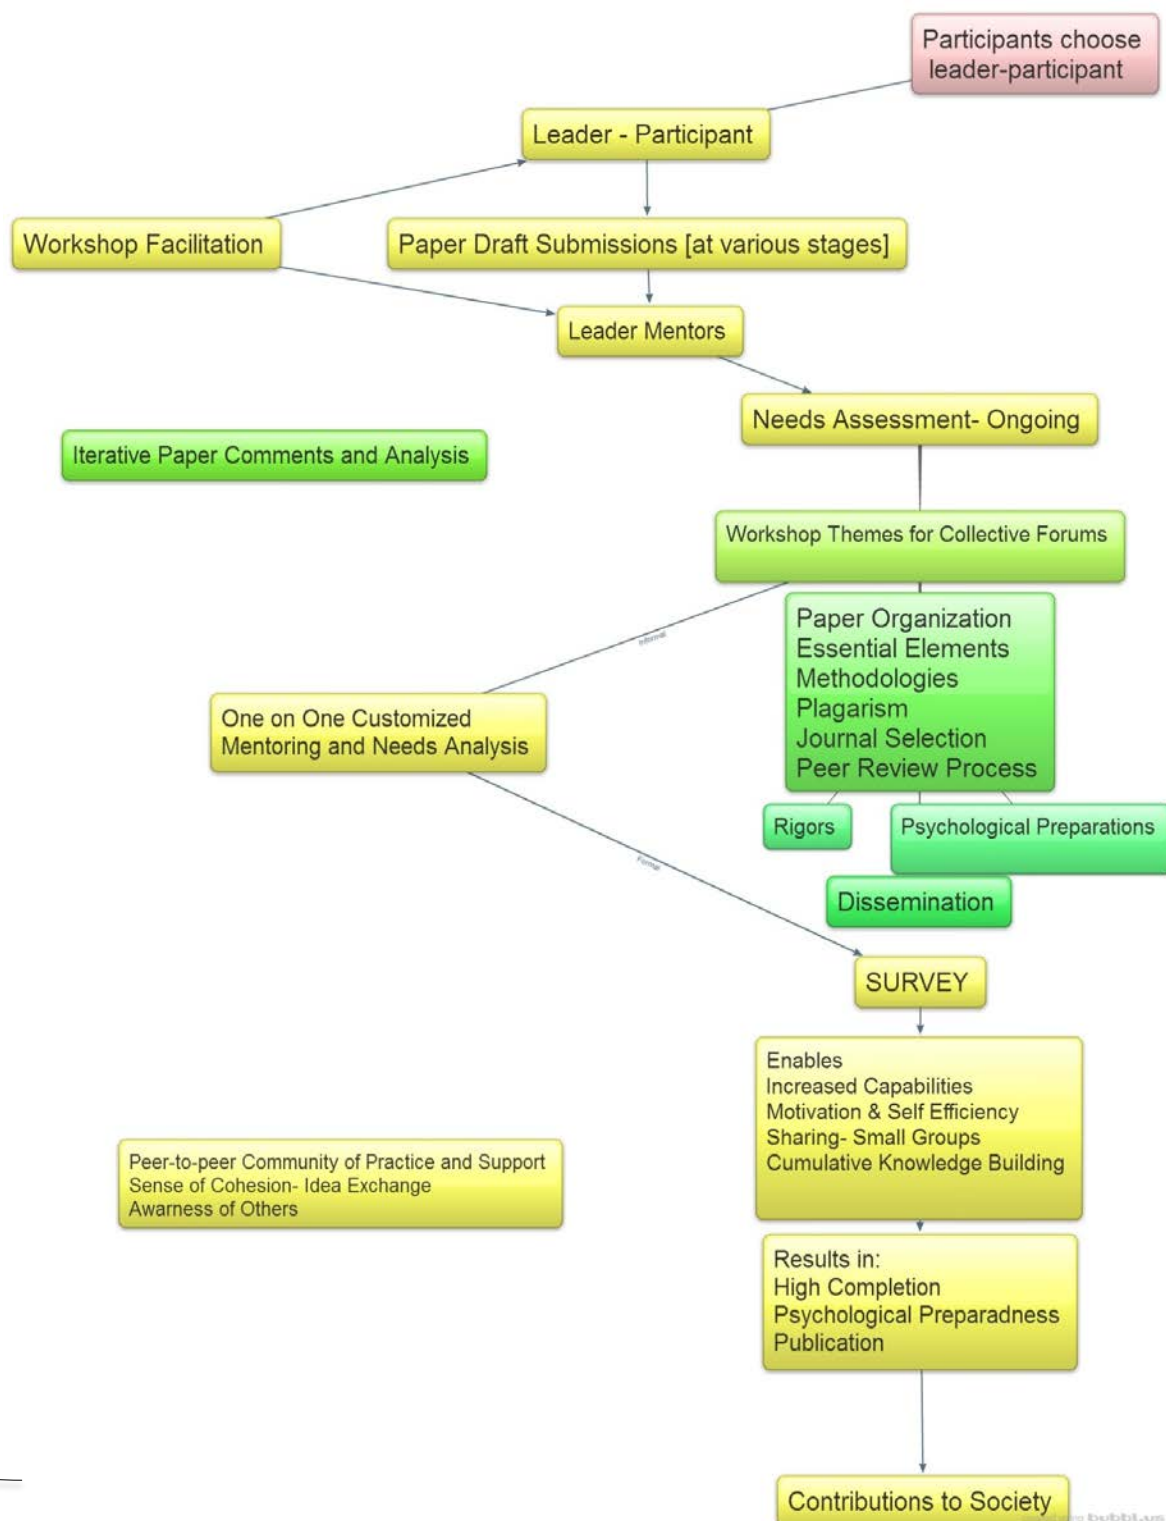 Participants choose
leader-participant
Leader - Participant
Workshop Facilitation
Paper Draft Submissions [at various stages]
Leader Mentors
Needs Assessment- Ongoing
Iterative Paper Comments and Analysis
Workshop Themes for Collective Forums
Informal
Paper Organization
Essential Elements
Methodologies
Plagarism
Journal Selection
Peer Review Process
One on One Customized
Mentoring and Needs Analysis
Rigors
Psychological Preparations
Formal
Dissemination
SURVEY
Enables
Increased Capabilities
Motivation & Self Efficiency
Sharing- Small Groups
Cumulative Knowledge Building
Peer-to-peer Community of Practice and Support
Sense of Cohesion- Idea Exchange
Awarness of Others
Results in:
High Completion
Psychological Preparadness
Publication
Contributions to Society
bubbl.us